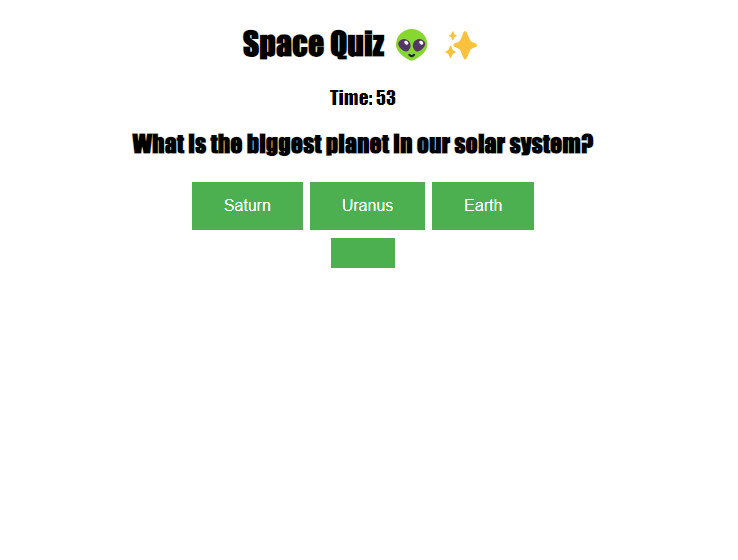 Space Quiz 👽 ✨
Time: 53
What is the biggest planet in our solar system?
Saturn Uranus Earth